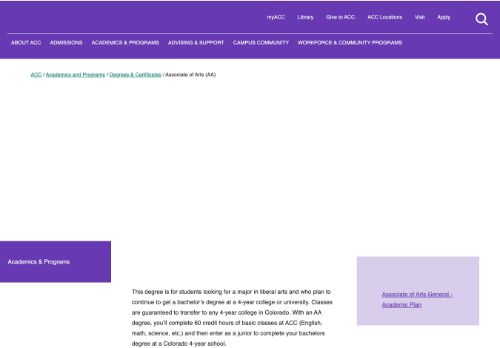 myACC Library Give to ACC ACC Locations Visit Apply
ABOUT ACC ADMISSIONS ACADEMICS & PROGRAMS ADVISING & SUPPORT CAMPUS COMMUNITY WORKFORCE & COMMUNITY PROGRAMS
ACC / Academics and Programs / Degrees & Certificates / Associate of Arts (AA)
Academics & Programs
This degree is for students looking for a major in liberal arts and who plan to
continue to get a bachelor's degree at a 4-year college or university. Classes
are guaranteed to transfer to any 4-year college in Colorado. With an AA
degree, you'll complete 60 credit hours of basic classes at ACC (English,
math, science, etc.) and then enter as a junior to complete your bachelors
degree at a Colorado 4-year school.
Associate of Arts General -
Academic Plan